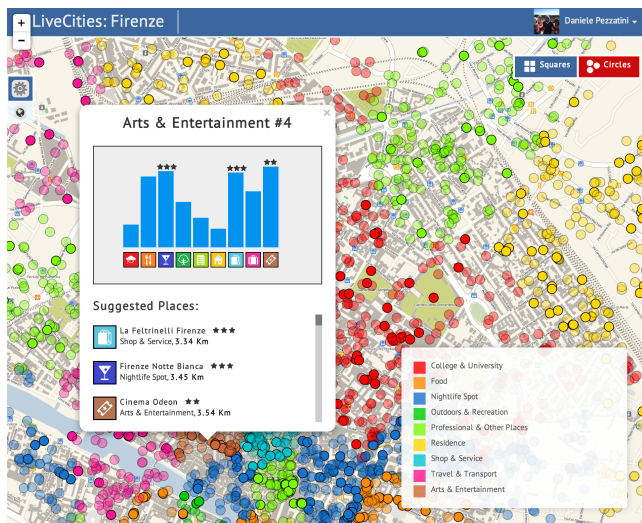 +
LiveCities: Firenze
Daniele Pezzatini
−
Squares
Circles
×
Arts & Entertainment #4
★★★
★★★
★★
Suggested Places:
La Feltrinelli Firenze ★★★
Shop & Service, 3.34 Km
Firenze Notte Bianca ★★★
Nightlife Spot, 3.45 Km
Cinema Odeon ★★
Arts & Entertainment, 3.54 Km
College & University
Food
Nightlife Spot
Outdoors & Recreation
Professional & Other Places
Residence
Shop & Service
Travel & Transport
Arts & Entertainment